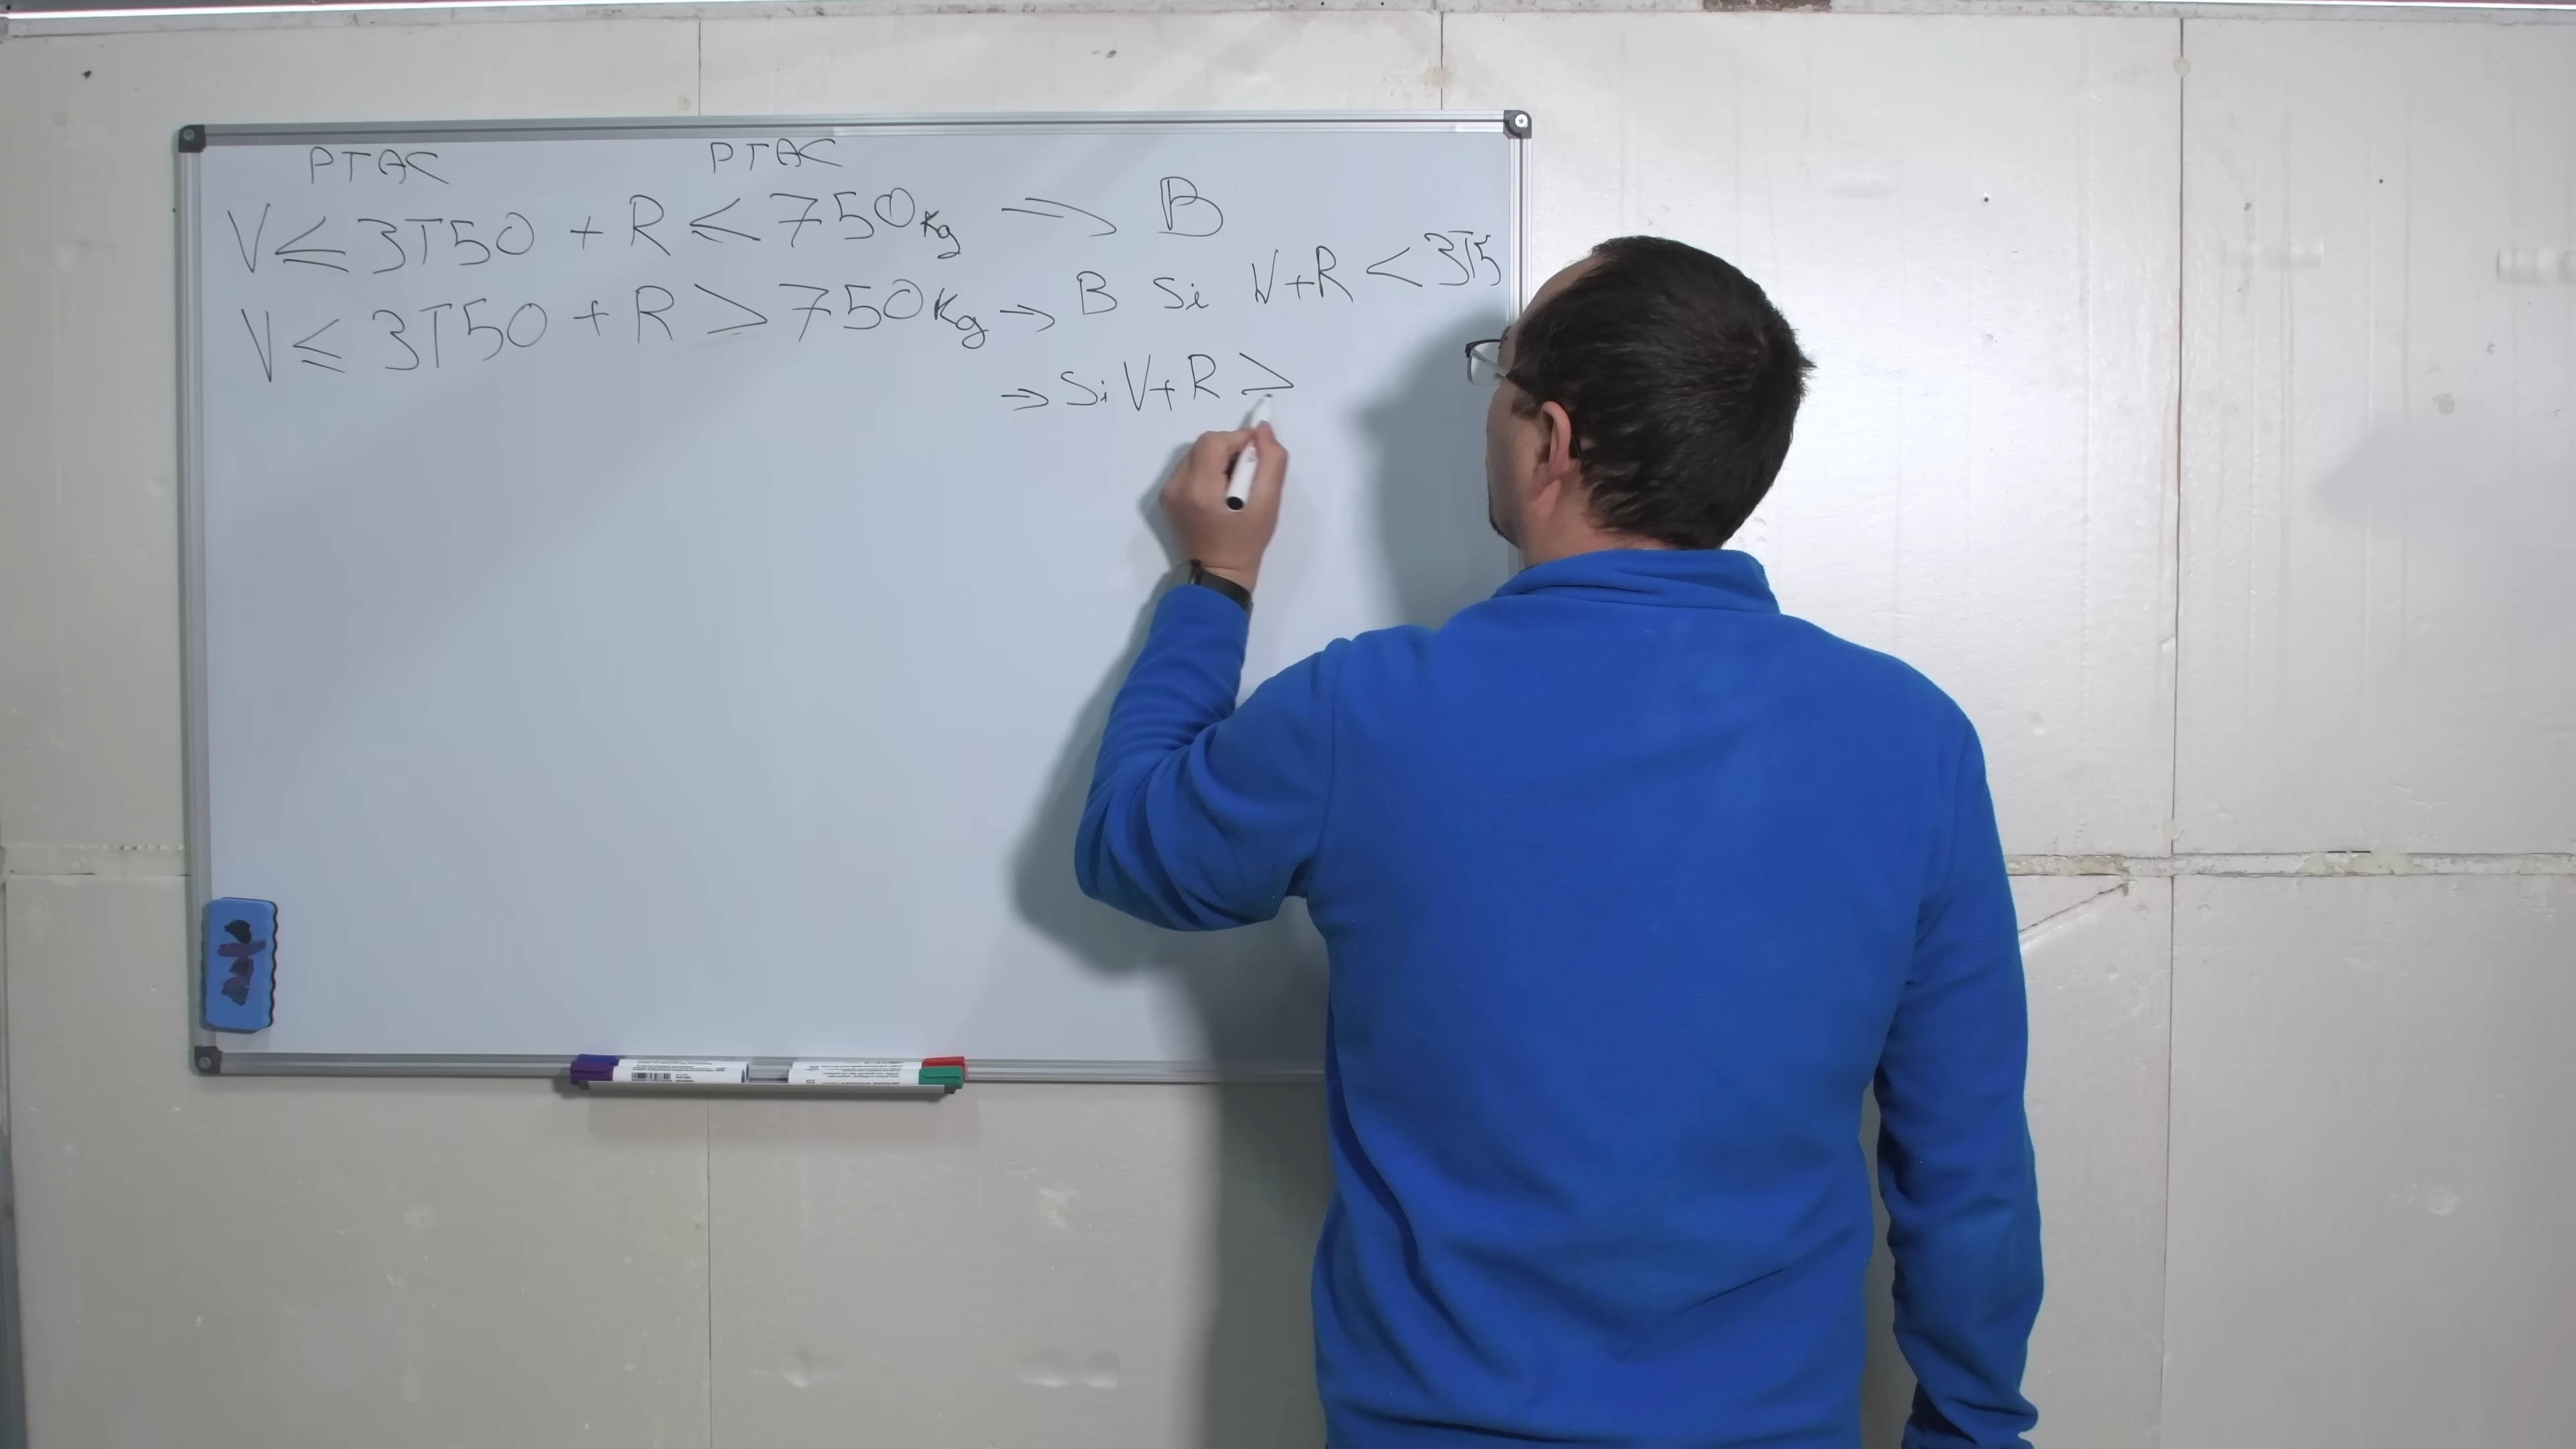 PTAC PTAC
V ≤ 3T50 + R ≤ 750Kg ⇒ B
V ≤ 3T50 + R > 750Kg → B Si V+R < 3T5
⇒ Si V+R >